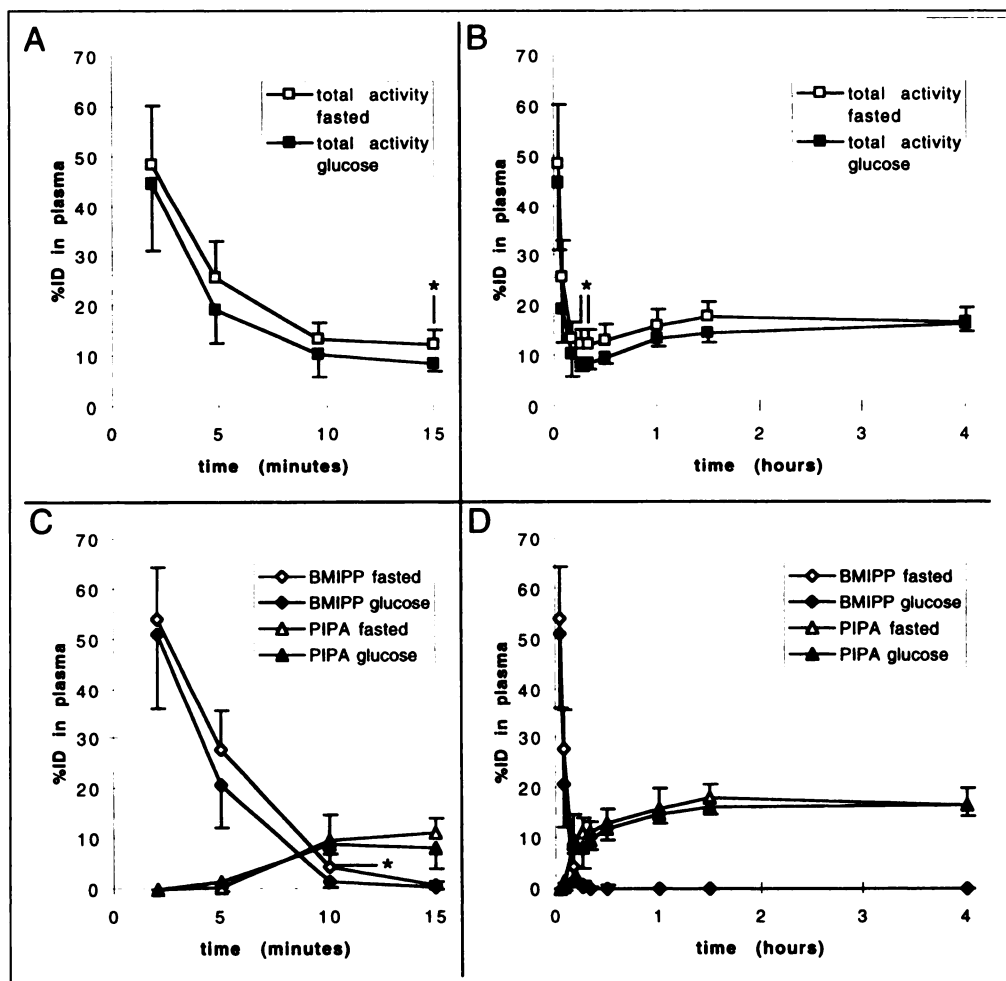 A
70
60
50
40
30
20
10
0
%ID in plasma
total activity
fasted
total activity
glucose
*
0
5
10
15
time (minutes)
B
70
60
50
40
30
20
10
0
%ID in plasma
total activity
fasted
total activity
glucose
*
0
1
2
3
4
time (hours)
C
70
60
50
40
30
20
10
0
%ID in plasma
BMIPP fasted
BMIPP glucose
PIPA fasted
PIPA glucose
*
0
5
10
15
time (minutes)
D
70
60
50
40
30
20
10
0
%ID in plasma
BMIPP fasted
BMIPP glucose
PIPA fasted
PIPA glucose
0
1
2
3
4
time (hours)